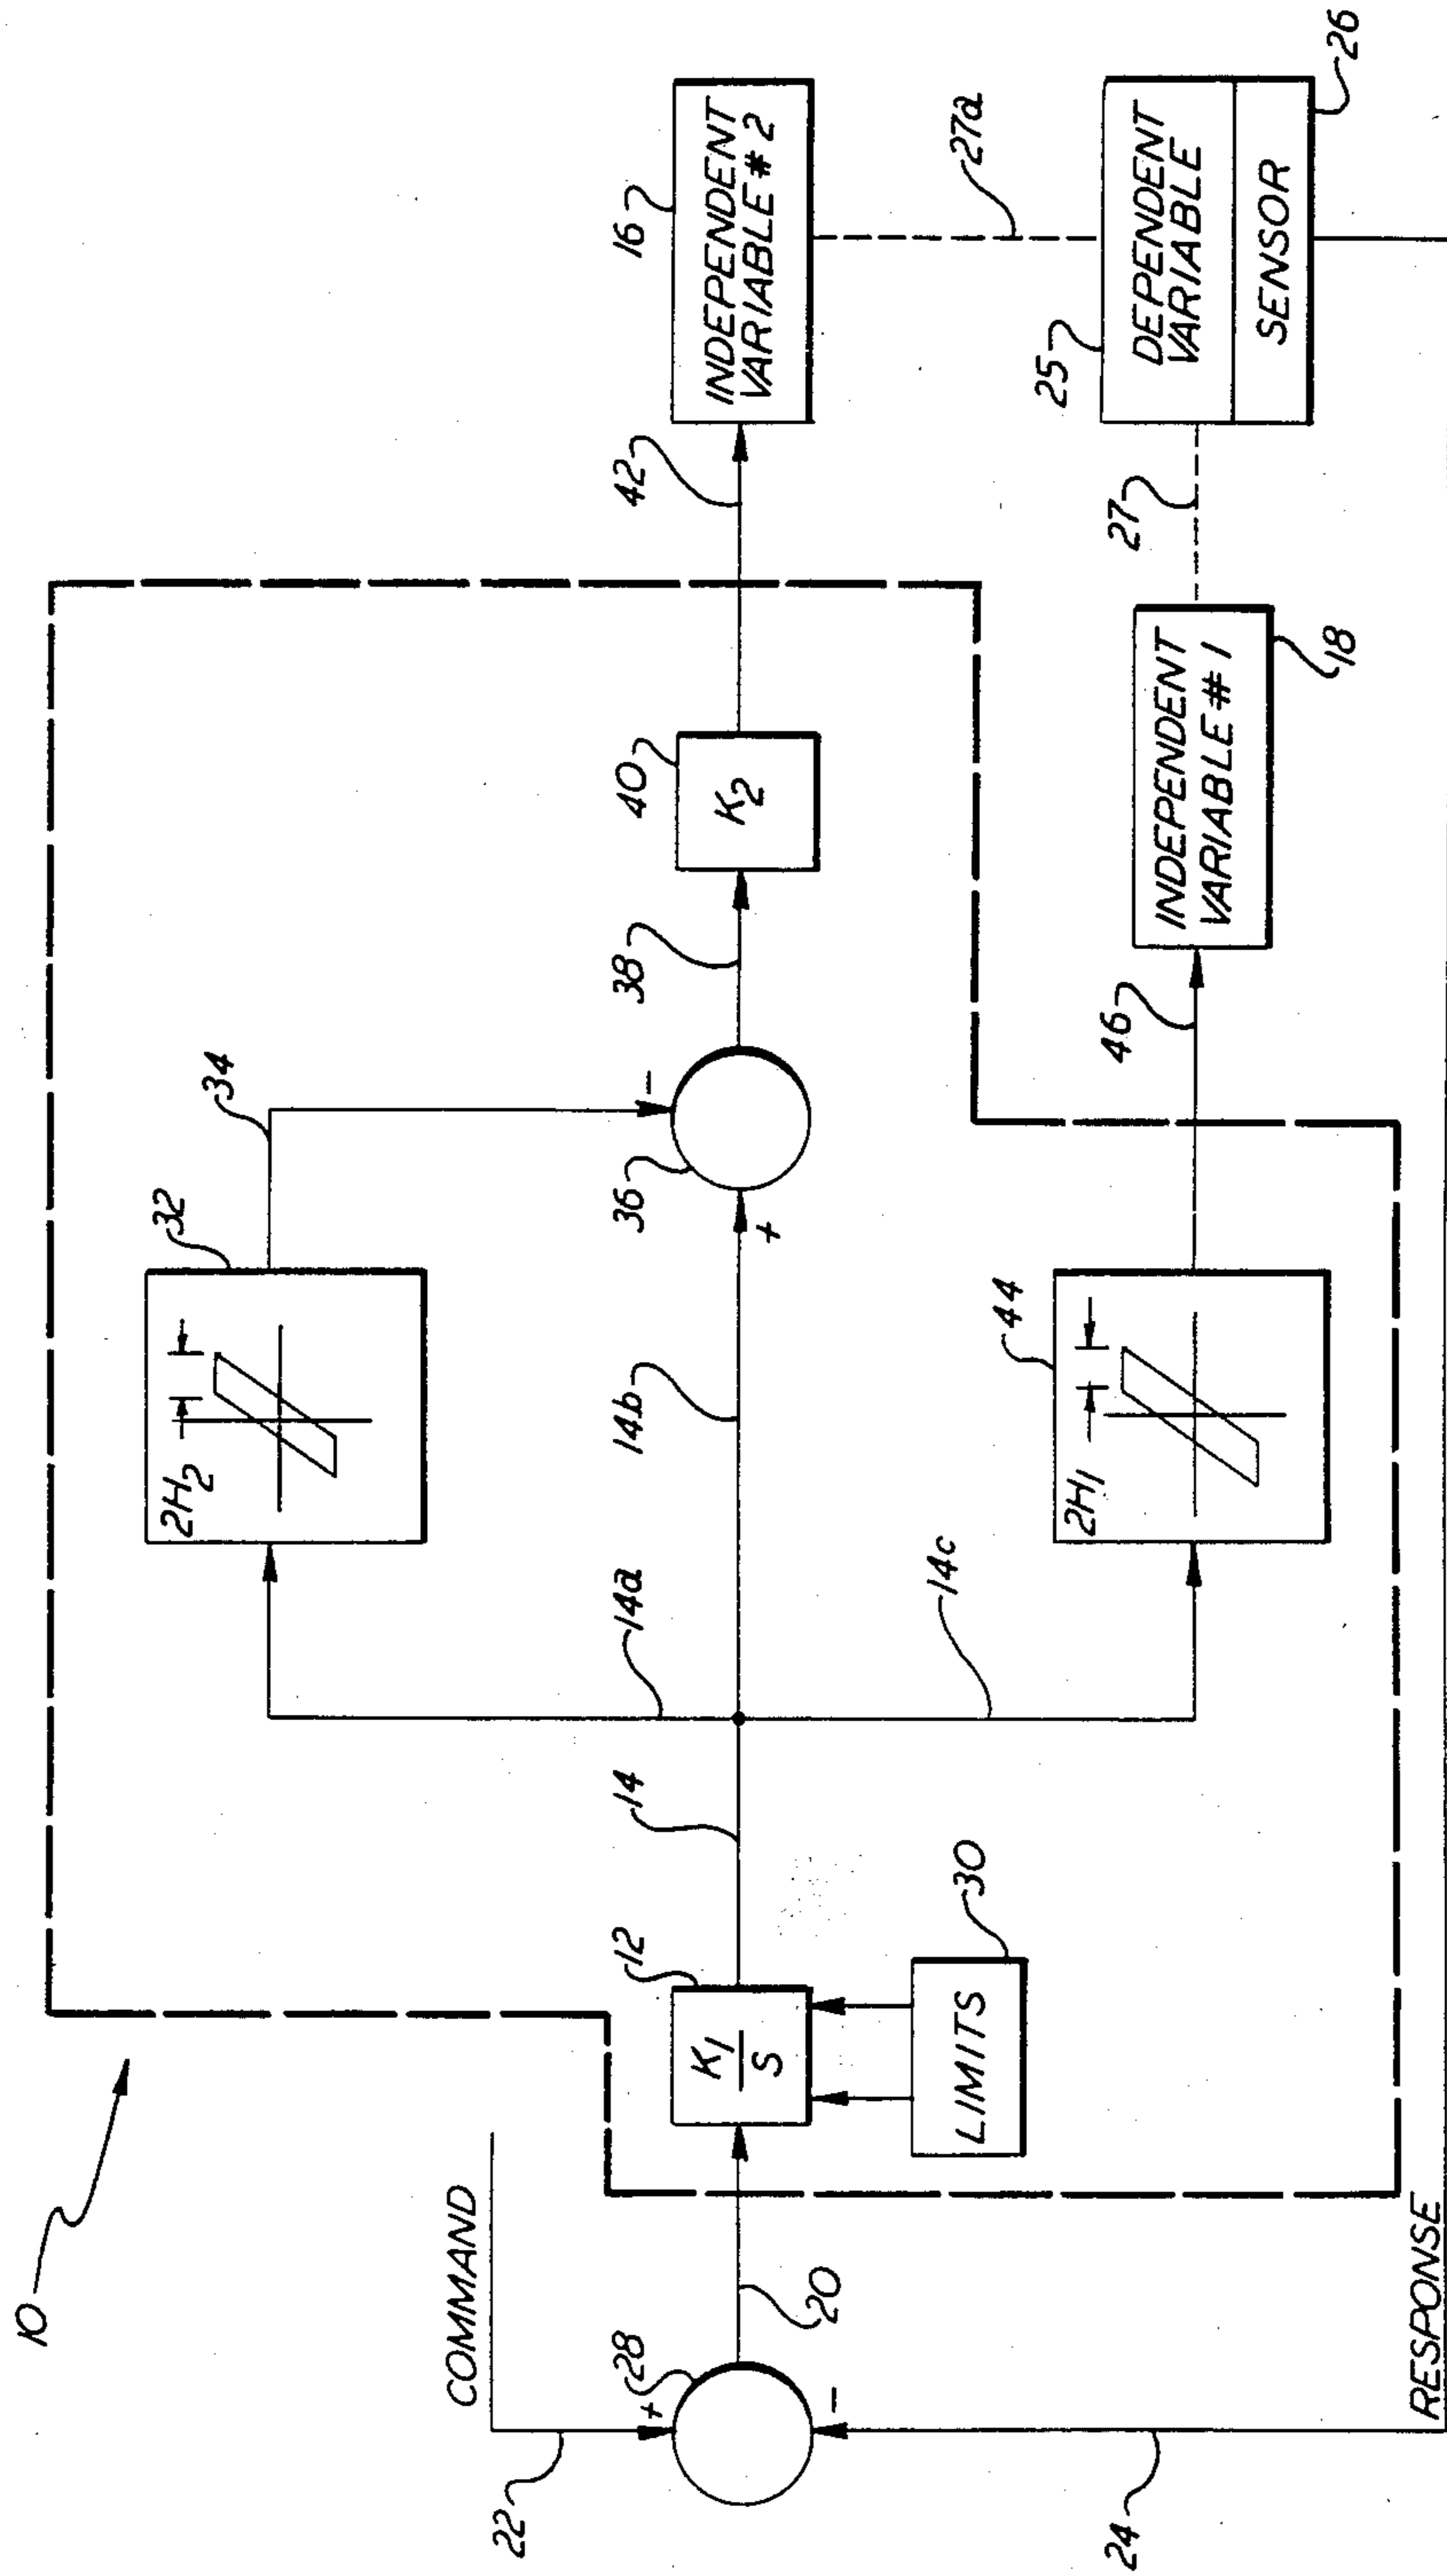 10
COMMAND
22
28
+
-
20
24
RESPONSE
12
K1
S
LIMITS
30
14
14a
14b
14c
32
2H2
34
36
+
-
38
40
K2
42
16
INDEPENDENT
VARIABLE #2
44
2H1
46
INDEPENDENT
VARIABLE #1
18
27
27a
25
DEPENDENT
VARIABLE
SENSOR
26